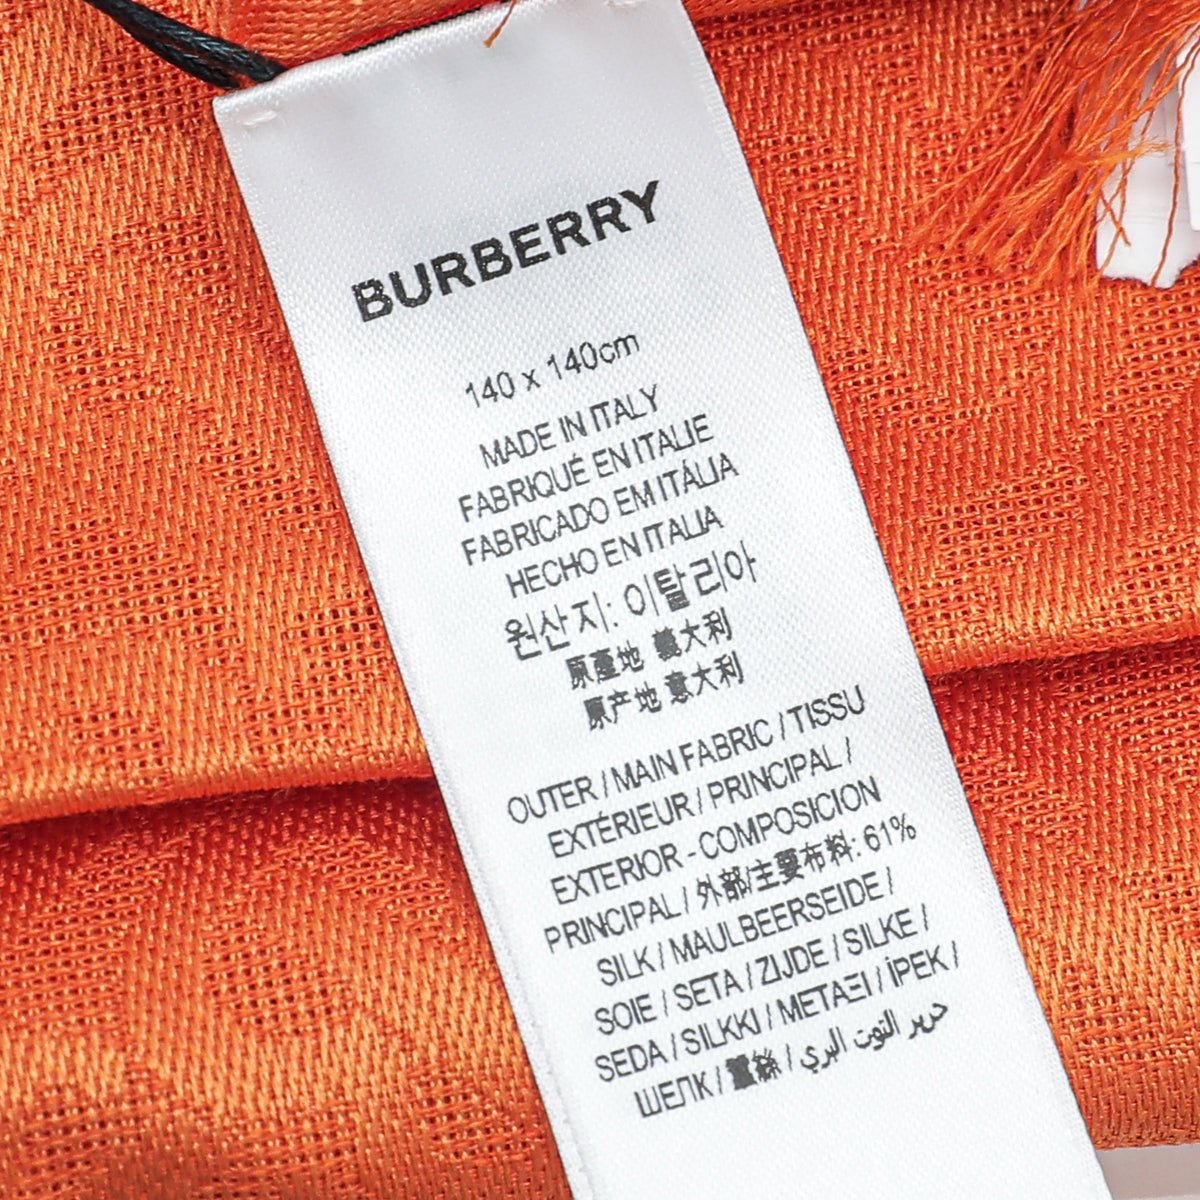 BURBERRY
140 x 140cm
MADE IN ITALY
FABRIQUÉ EN ITALIE
FABRICADO EM ITÁLIA
HECHO EN ITALIA
원산지: 이탈리아
原產地 義大利
原产地 意大利
OUTER / MAIN FABRIC / TISSU
EXTÉRIEUR / PRINCIPAL /
EXTERIOR - COMPOSICION
PRINCIPAL / 外部/主要布料: 61%
SILK / MAULBEERSEIDE /
SOIE / SETA / ZIJDE / SILKE /
SEDA / SILKKI / ΜΕΤΑΞΙ / İPEK /
ШЕЛК / 蠶絲 / حرير التوت البري